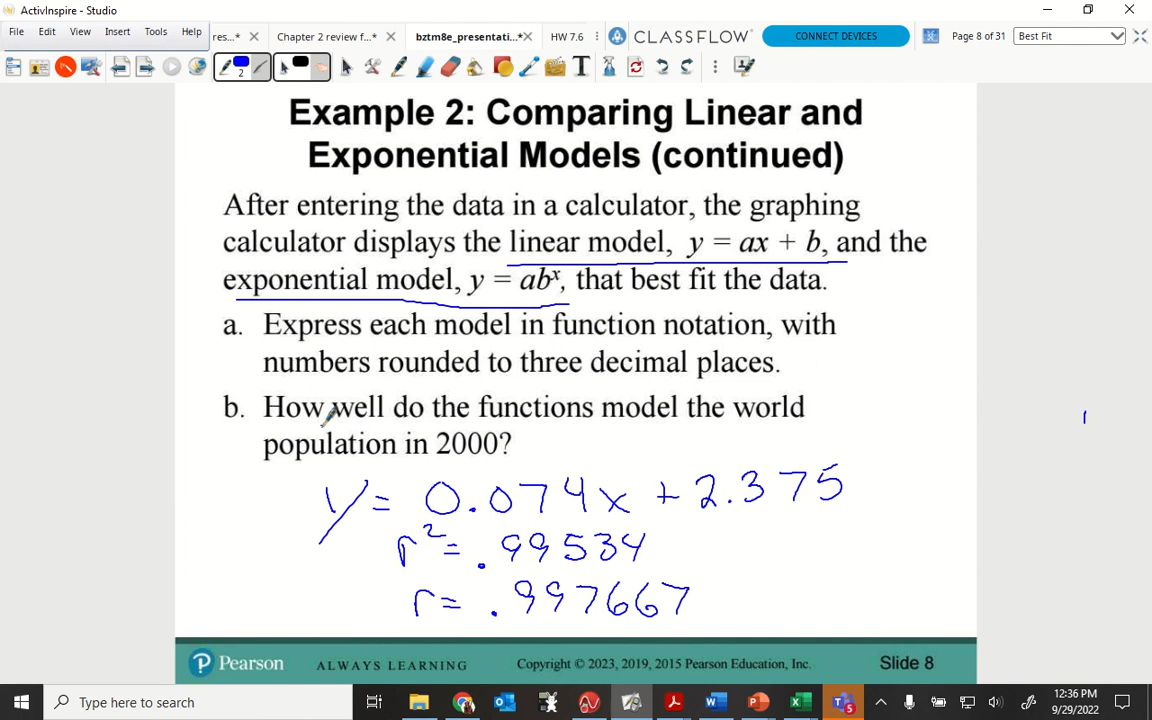 ActivInspire - Studio
File Edit View Insert Tools Help
res...* Chapter 2 review f...* bztm8e_presentati...* HW 7.6 CLASSFLOW CONNECT DEVICES Page 8 of 31 Best Fit
2
Example 2: Comparing Linear and
Exponential Models (continued)
After entering the data in a calculator, the graphing
calculator displays the linear model, y = ax + b, and the
exponential model, y = abˣ, that best fit the data.
a. Express each model in function notation, with
numbers rounded to three decimal places.
b. How well do the functions model the world
population in 2000?
y = 0.074x + 2.375
r² = .99534
r = .997667
Pearson ALWAYS LEARNING Copyright © 2023, 2019, 2015 Pearson Education, Inc. Slide 8
Type here to search
12:36 PM
9/29/2022